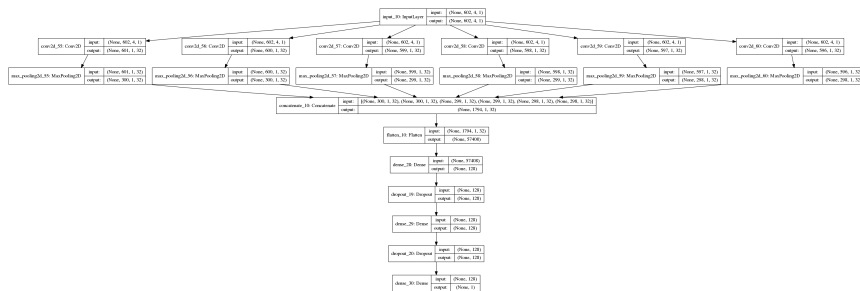 input_10: InputLayer input: (None, 602, 4, 1)
output: (None, 602, 4, 1)
conv2d_55: Conv2D input: (None, 602, 4, 1)
output: (None, 601, 1, 32)
conv2d_56: Conv2D input: (None, 602, 4, 1)
output: (None, 600, 1, 32)
conv2d_57: Conv2D input: (None, 602, 4, 1)
output: (None, 599, 1, 32)
conv2d_58: Conv2D input: (None, 602, 4, 1)
output: (None, 598, 1, 32)
conv2d_59: Conv2D input: (None, 602, 4, 1)
output: (None, 597, 1, 32)
conv2d_60: Conv2D input: (None, 602, 4, 1)
output: (None, 596, 1, 32)
max_pooling2d_55: MaxPooling2D input: (None, 601, 1, 32)
output: (None, 300, 1, 32)
max_pooling2d_56: MaxPooling2D input: (None, 600, 1, 32)
output: (None, 300, 1, 32)
max_pooling2d_57: MaxPooling2D input: (None, 599, 1, 32)
output: (None, 299, 1, 32)
max_pooling2d_58: MaxPooling2D input: (None, 598, 1, 32)
output: (None, 299, 1, 32)
max_pooling2d_59: MaxPooling2D input: (None, 597, 1, 32)
output: (None, 298, 1, 32)
max_pooling2d_60: MaxPooling2D input: (None, 596, 1, 32)
output: (None, 298, 1, 32)
concatenate_10: Concatenate input: [(None, 300, 1, 32), (None, 300, 1, 32), (None, 299, 1, 32), (None, 299, 1, 32), (None, 298, 1, 32), (None, 298, 1, 32)]
output: (None, 1794, 1, 32)
flatten_10: Flatten input: (None, 1794, 1, 32)
output: (None, 57408)
dense_28: Dense input: (None, 57408)
output: (None, 128)
dropout_19: Dropout input: (None, 128)
output: (None, 128)
dense_29: Dense input: (None, 128)
output: (None, 128)
dropout_20: Dropout input: (None, 128)
output: (None, 128)
dense_30: Dense input: (None, 128)
output: (None, 1)